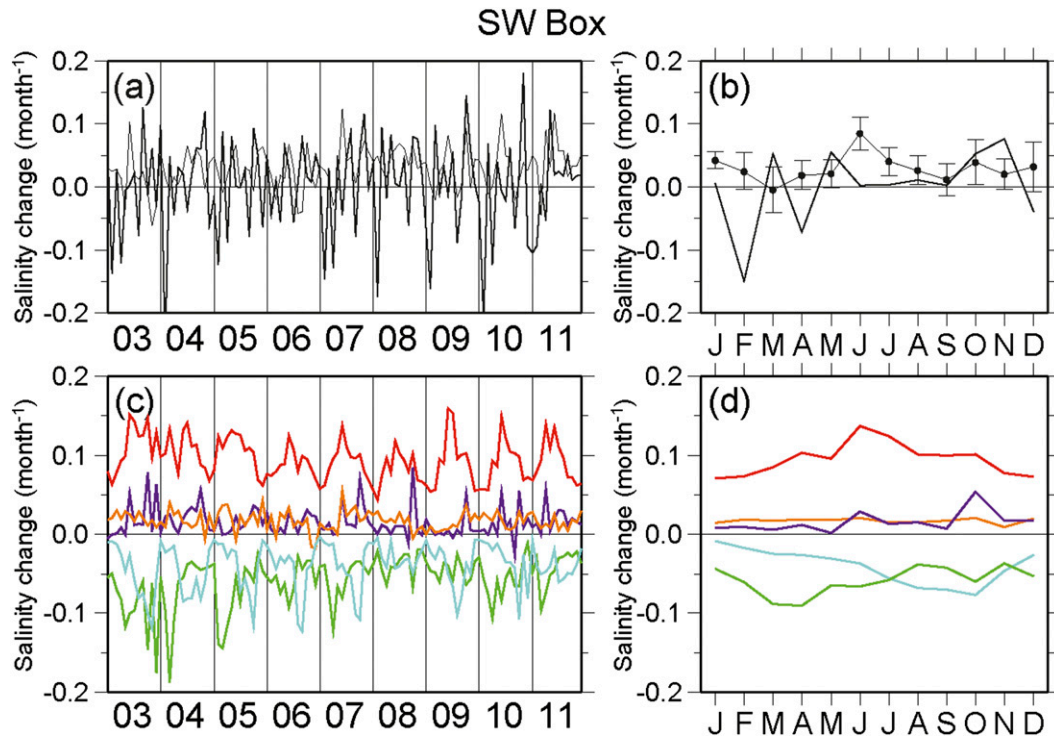 SW Box
(a)
Salinity change (month-1)
0.2
0.1
0.0
-0.1
-0.2
03 04 05 06 07 08 09 10 11
(b)
Salinity change (month-1)
0.2
0.1
0.0
-0.1
-0.2
J F M A M J J A S O N D
(c)
Salinity change (month-1)
0.2
0.1
0.0
-0.1
-0.2
03 04 05 06 07 08 09 10 11
(d)
Salinity change (month-1)
0.2
0.1
0.0
-0.1
-0.2
J F M A M J J A S O N D